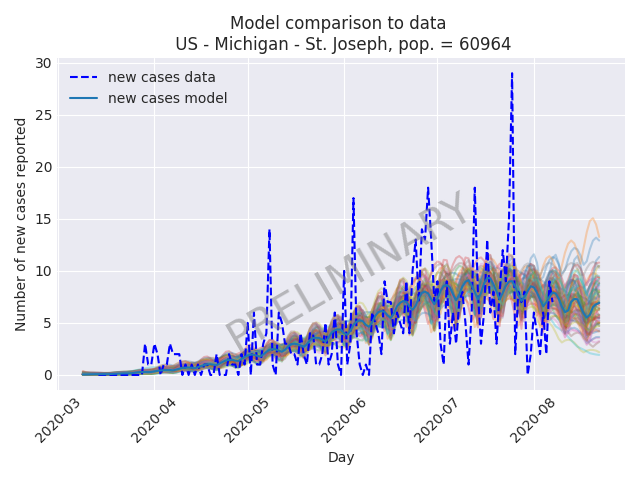 Model comparison to data
US - Michigan - St. Joseph, pop. = 60964
30
25
20
15
10
5
0
Number of new cases reported
new cases data
new cases model
PRELIMINARY
2020-03
2020-04
2020-05
2020-06
2020-07
2020-08
Day